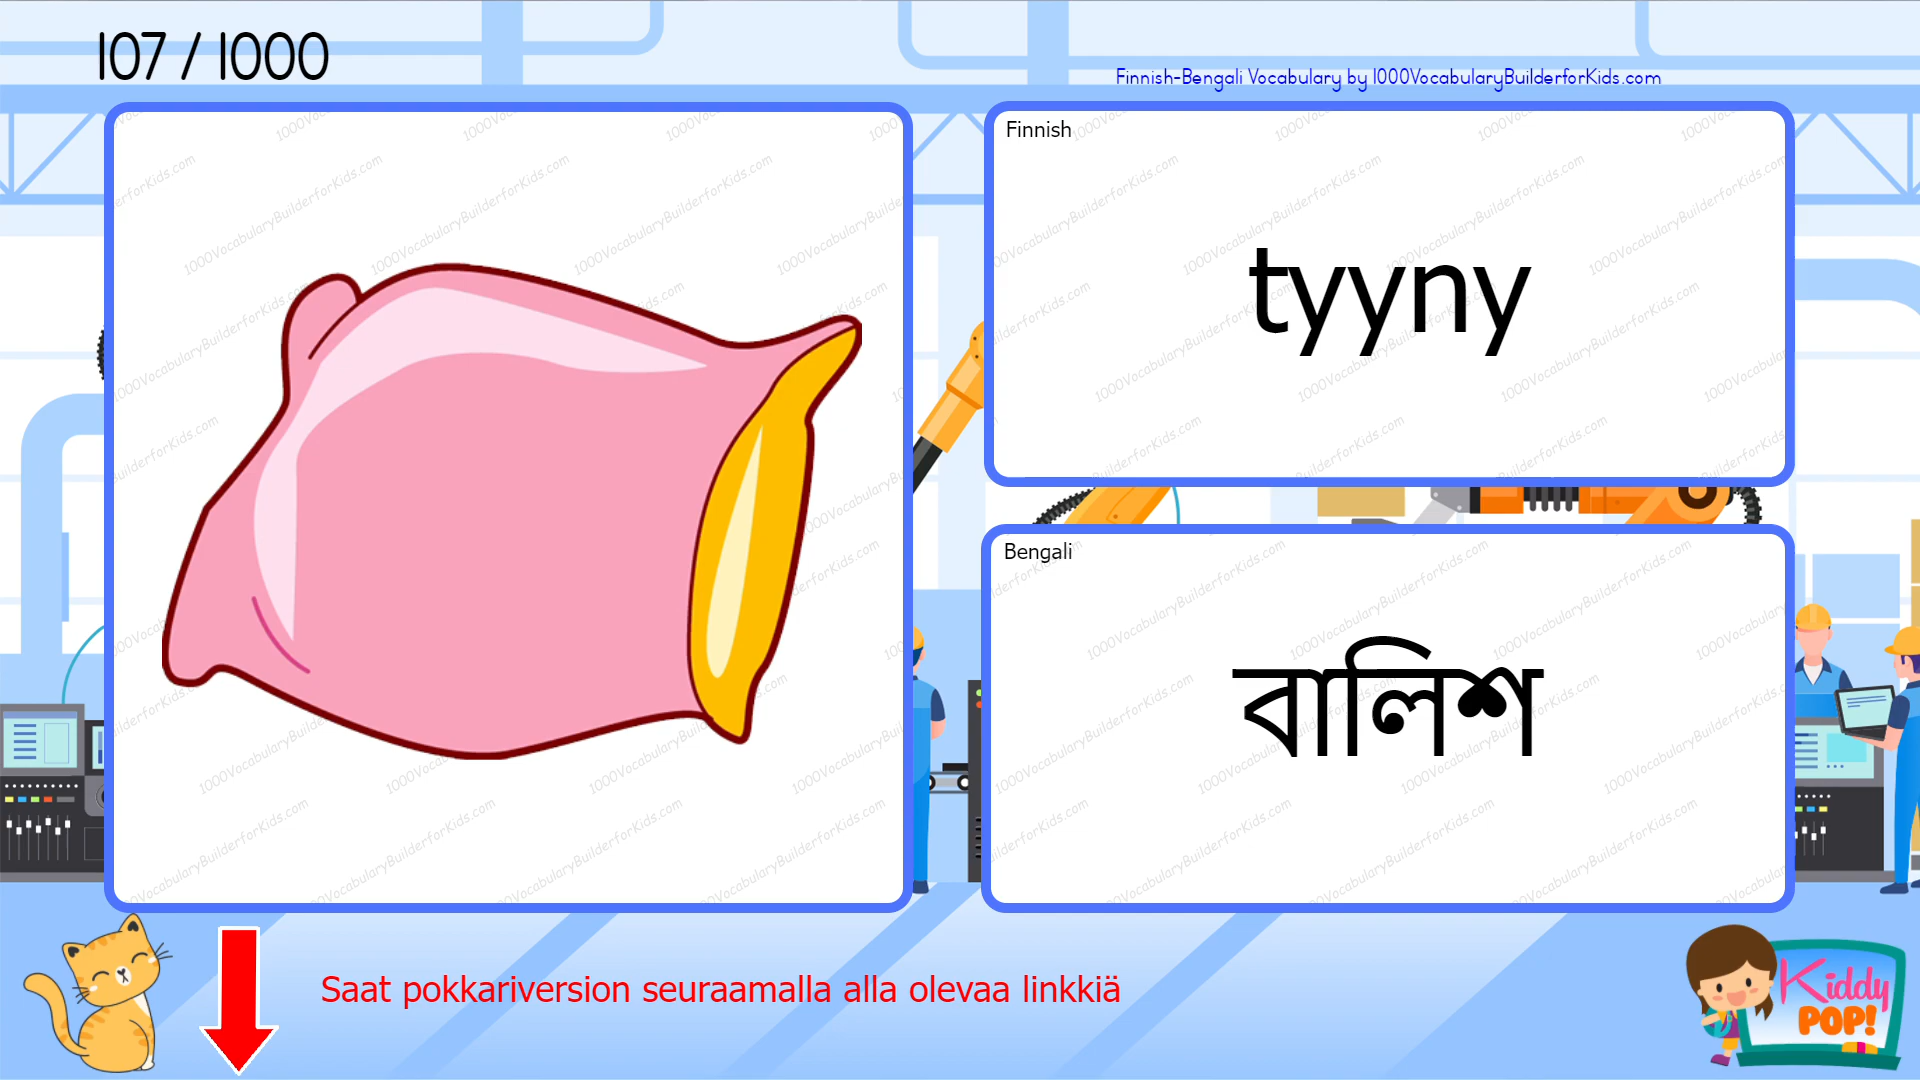 107 / 1000
Finnish-Bengali Vocabulary by 1000VocabularyBuilderforKids.com
Finnish
tyyny
Bengali
বালিশ
Saat pokkariversion seuraamalla alla olevaa linkkiä
Kiddy
POP!